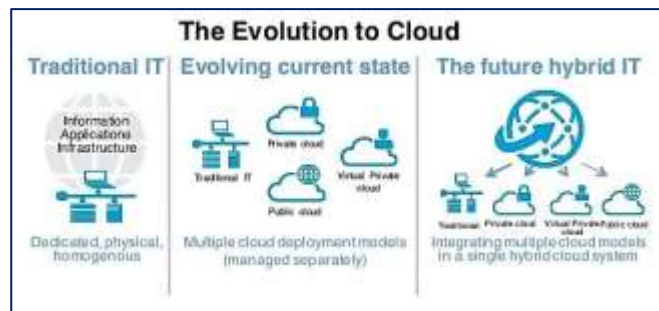 The Evolution to Cloud
Traditional IT
Information
Applications
Infrastructure
Dedicated, physical,
homogenous
Evolving current state
Private cloud
Traditional IT
Virtual Private
cloud
Public cloud
Multiple cloud deployment models
(managed separately)
The future hybrid IT
Traditional
Private cloud
Virtual Private
cloud
Public cloud
Integrating multiple cloud models
in a single hybrid cloud system